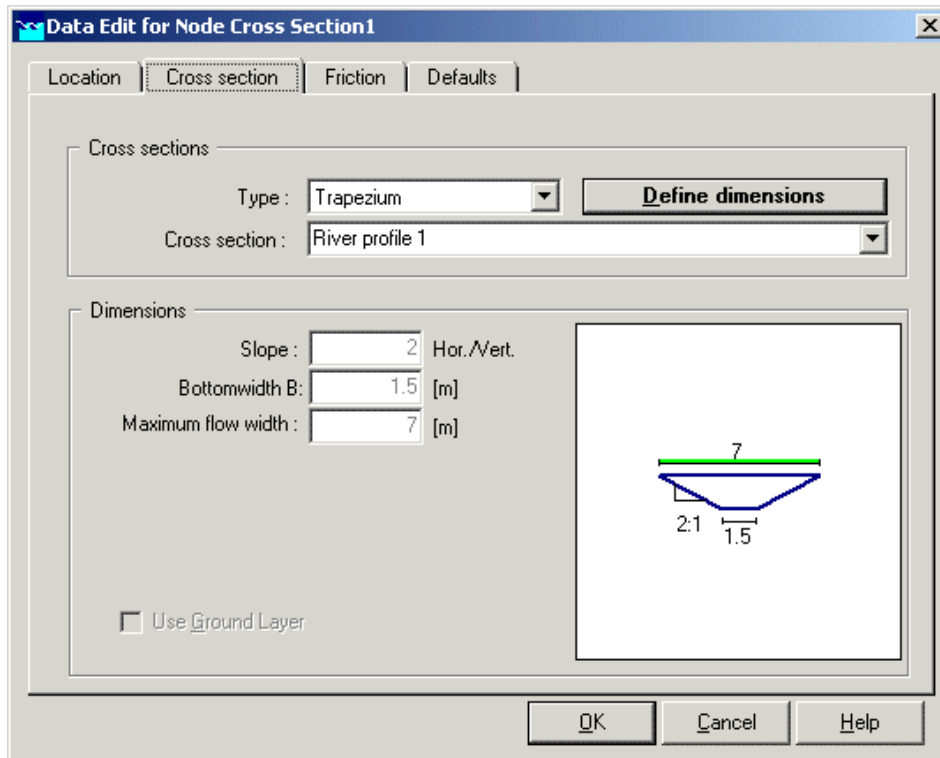 Data Edit for Node Cross Section1
Location Cross section Friction Defaults
Cross sections
Type : Trapezium Define dimensions
Cross section : River profile 1
Dimensions
Slope : 2 Hor./Vert.
Bottomwidth B: 1.5 [m]
Maximum flow width : 7 [m]
7
2:1
1.5
Use Ground Layer
OK Cancel Help